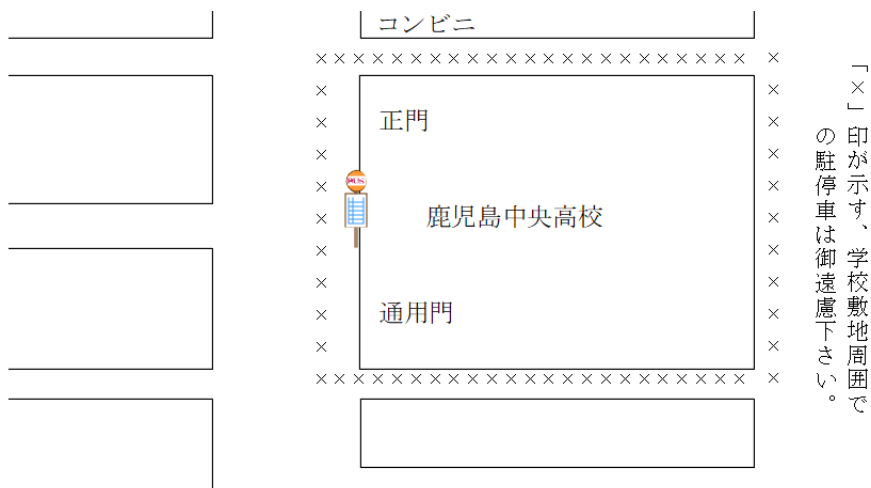 コンビニ
正門
BUS
鹿児島中央高校
通用門
「×」印が示す、学校敷地周囲で
の駐停車は御遠慮下さい。